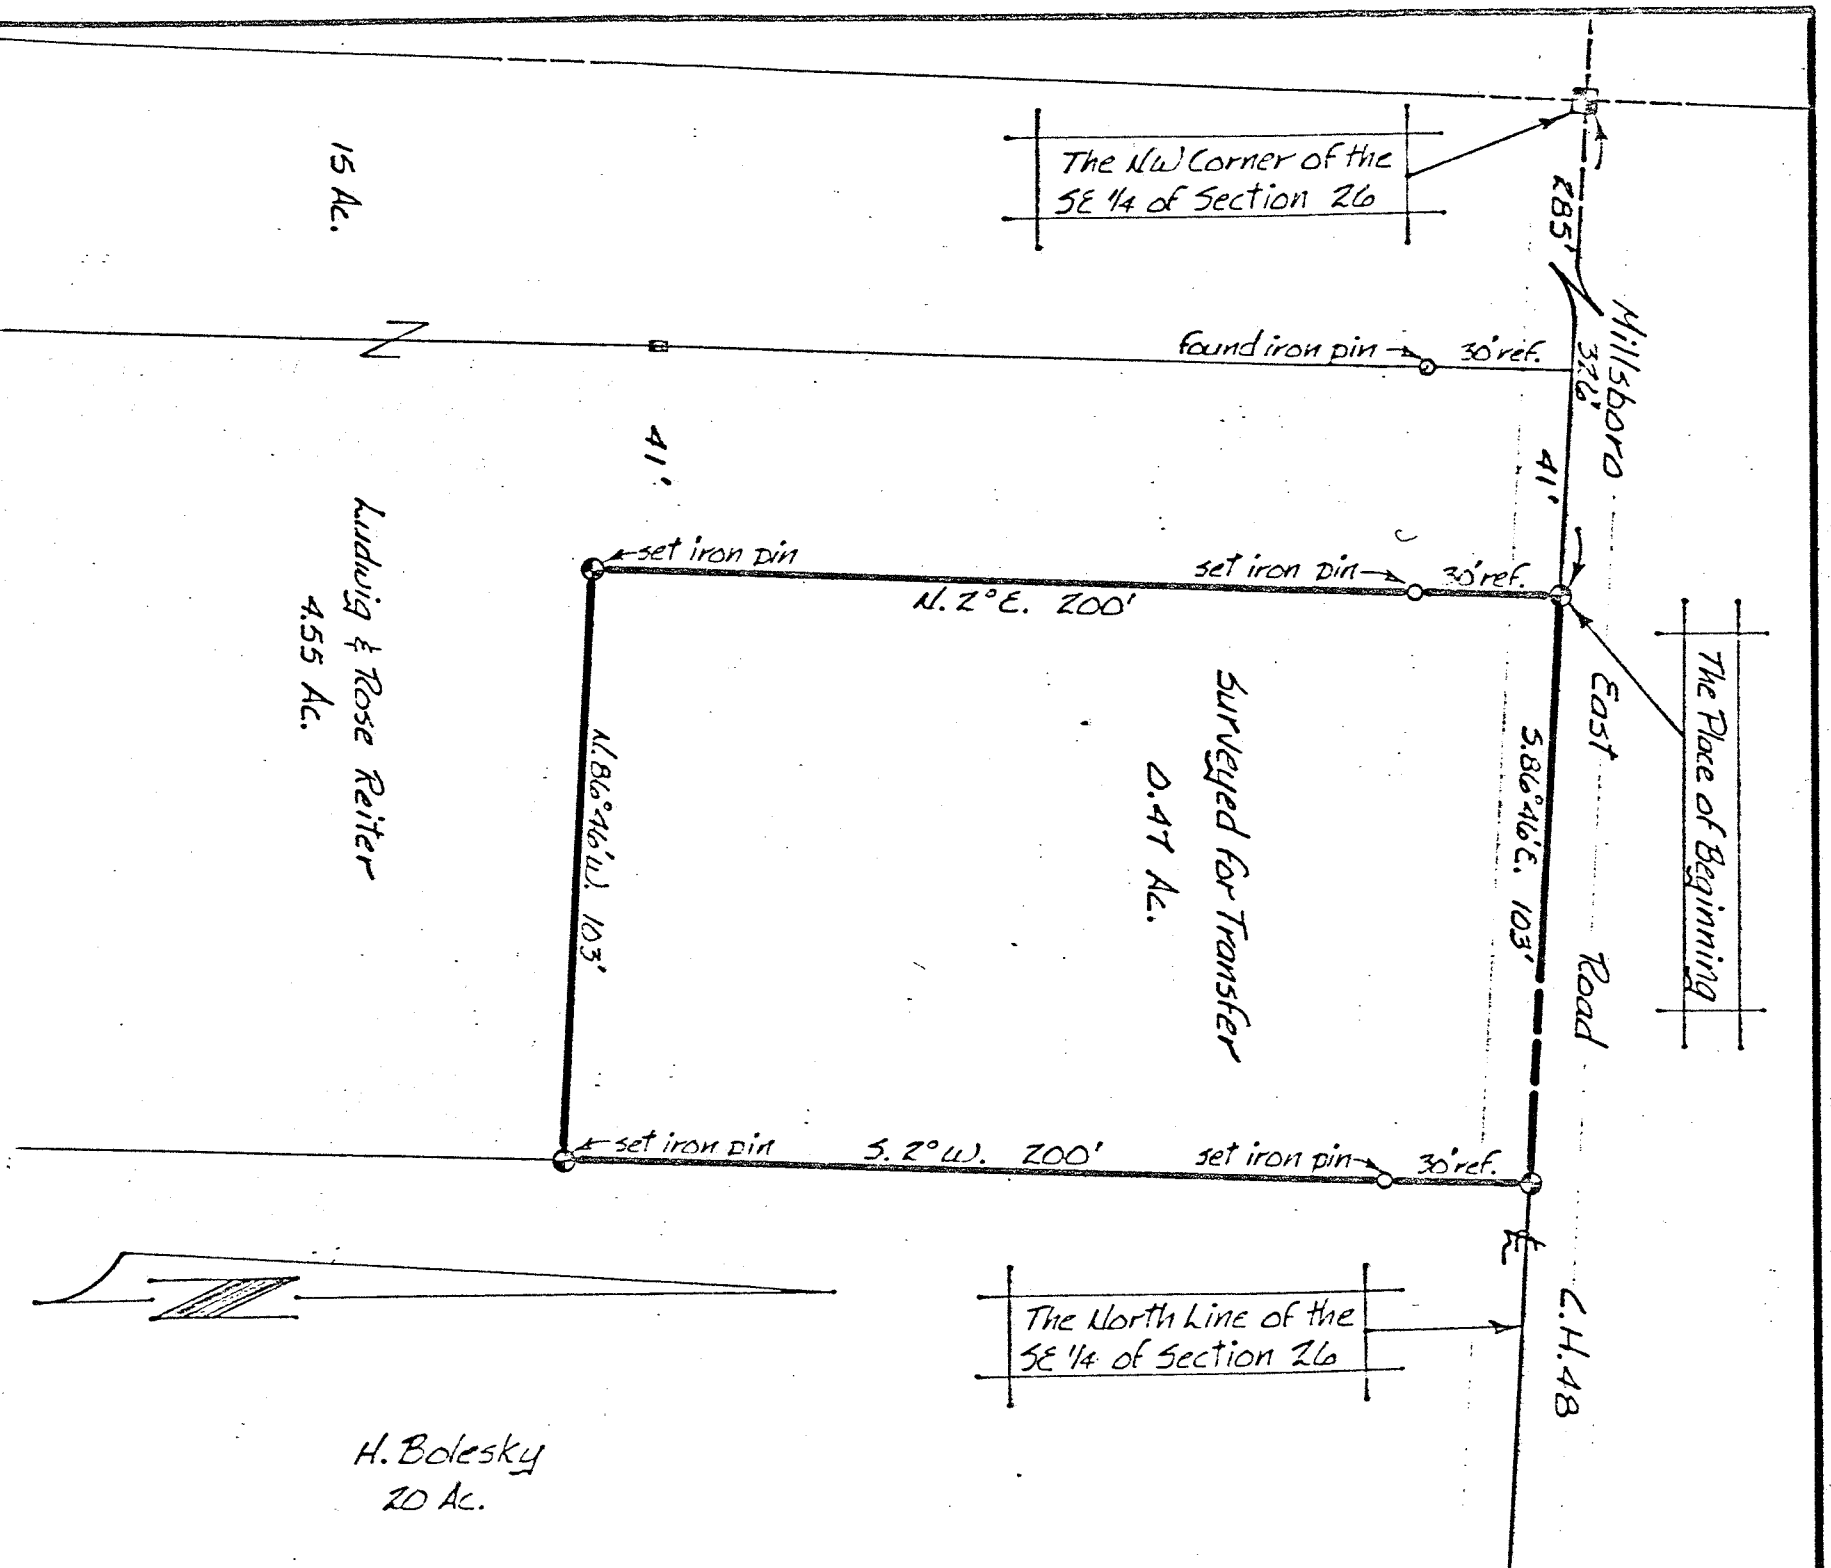 The NW Corner of the
SE 1/4 of Section 26
15 Ac.
285'
326'
41'
Millsboro East Road C.H.48
found iron pin
30' ref.
41'
set iron pin
set iron pin
30' ref.
N. 2° E. 200'
The Place of Beginning
S. 86° 46' E. 103'
Surveyed for Transfer
0.47 Ac.
N. 86° 46' W. 103'
Ludwig & Rose Reiter
4.55 Ac.
set iron pin
S. 2° W. 200'
set iron pin
30' ref.
℄
The North Line of the
SE 1/4 of Section 26
H. Bolesky
20 Ac.